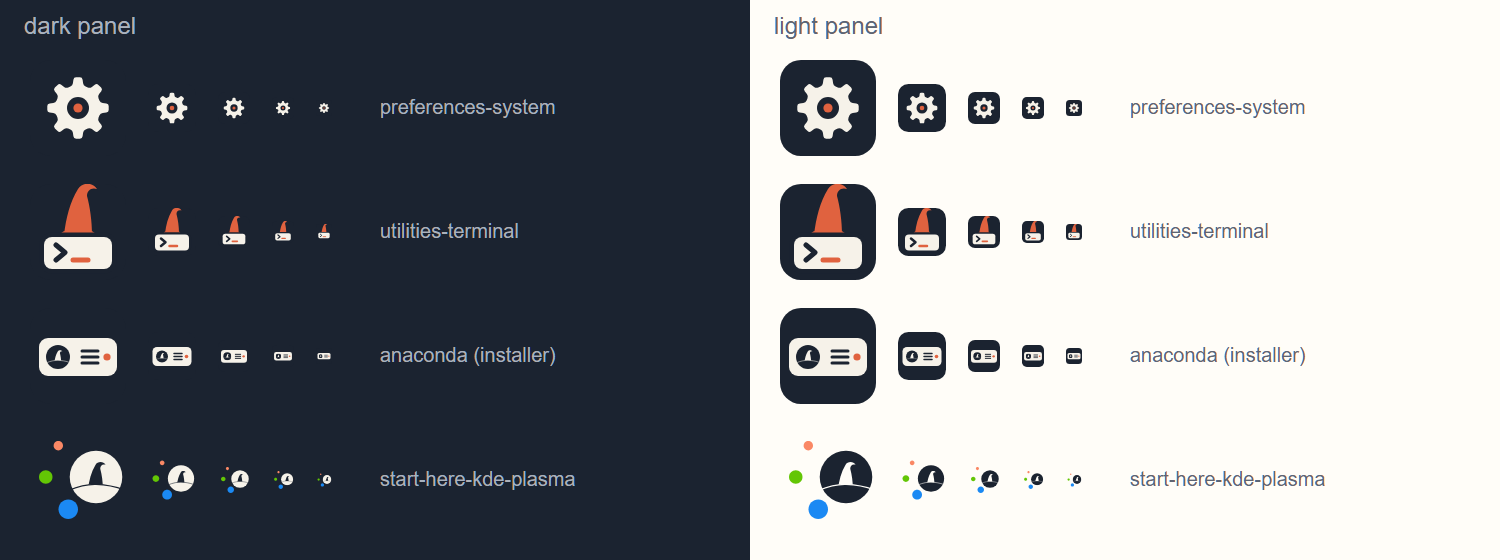 dark panel
preferences-system
utilities-terminal
anaconda (installer)
start-here-kde-plasma
light panel
preferences-system
utilities-terminal
anaconda (installer)
start-here-kde-plasma